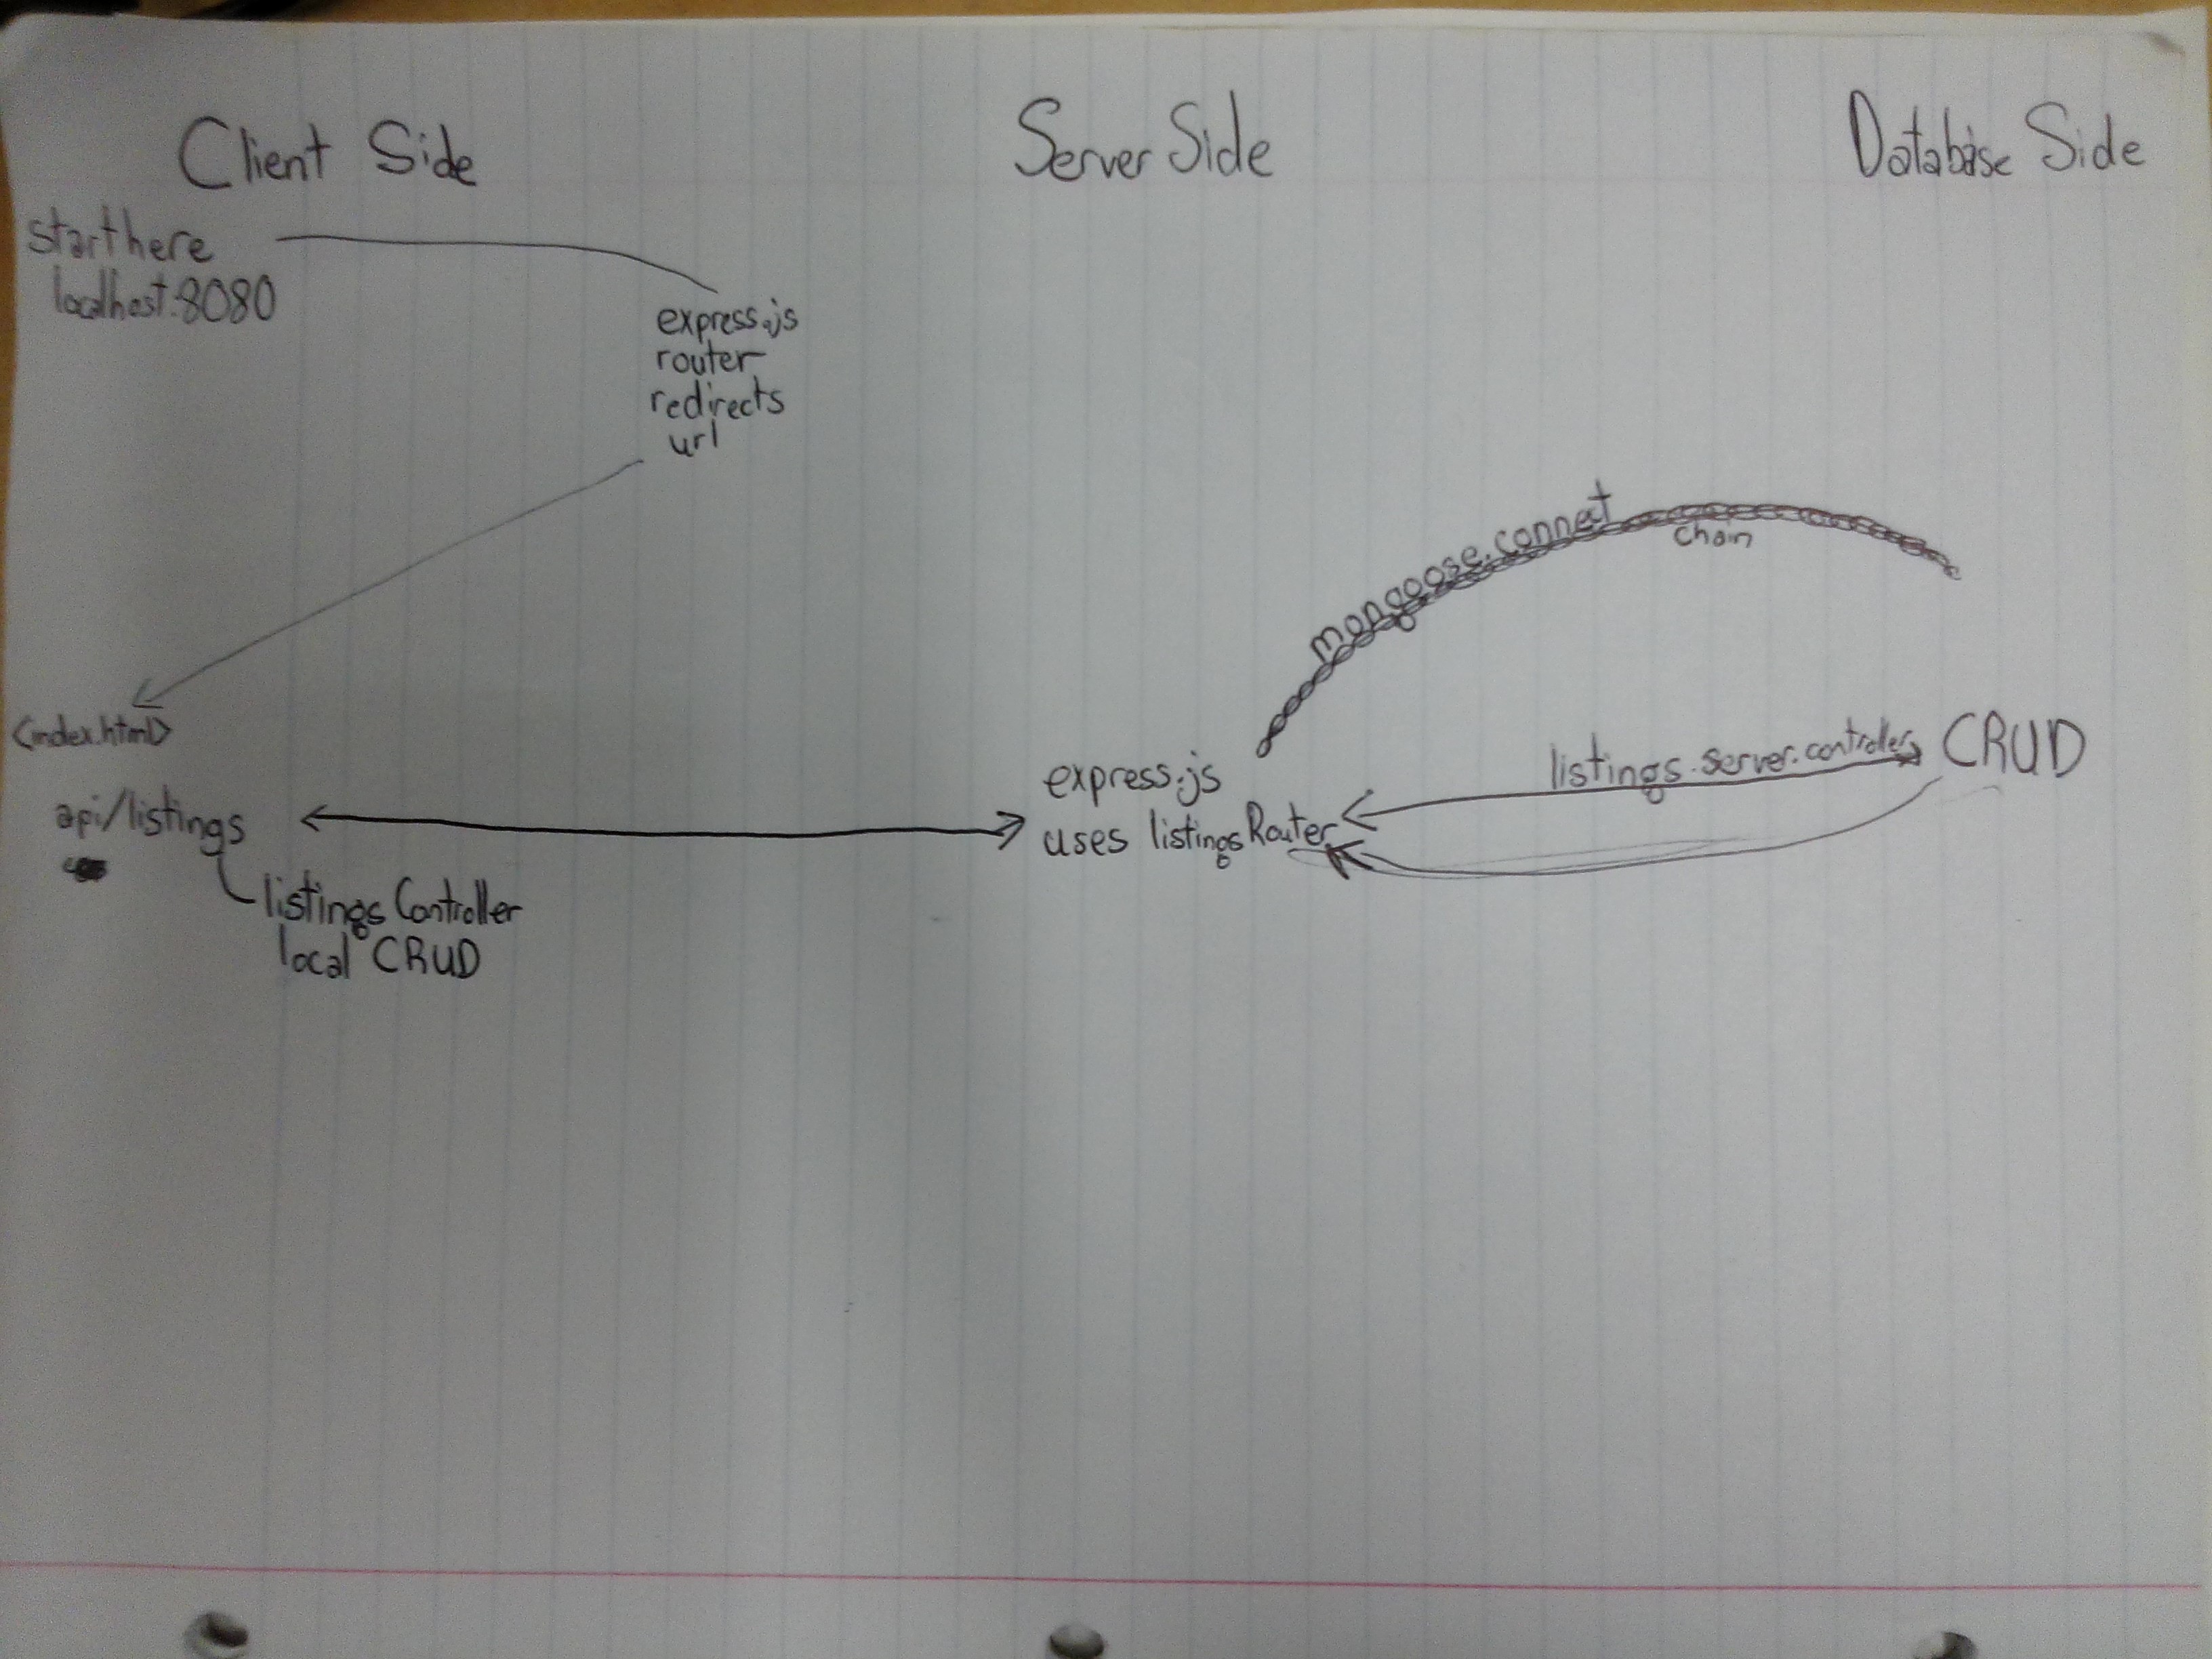 Client Side
Server Side
Database Side
start here
localhost:8080
express.js
router
redirects
url
mongoose.connect
chain
<index.html>
api/listings
listings Controller
local CRUD
express.js
uses listingsRouter
listings.server.controller
CRUD